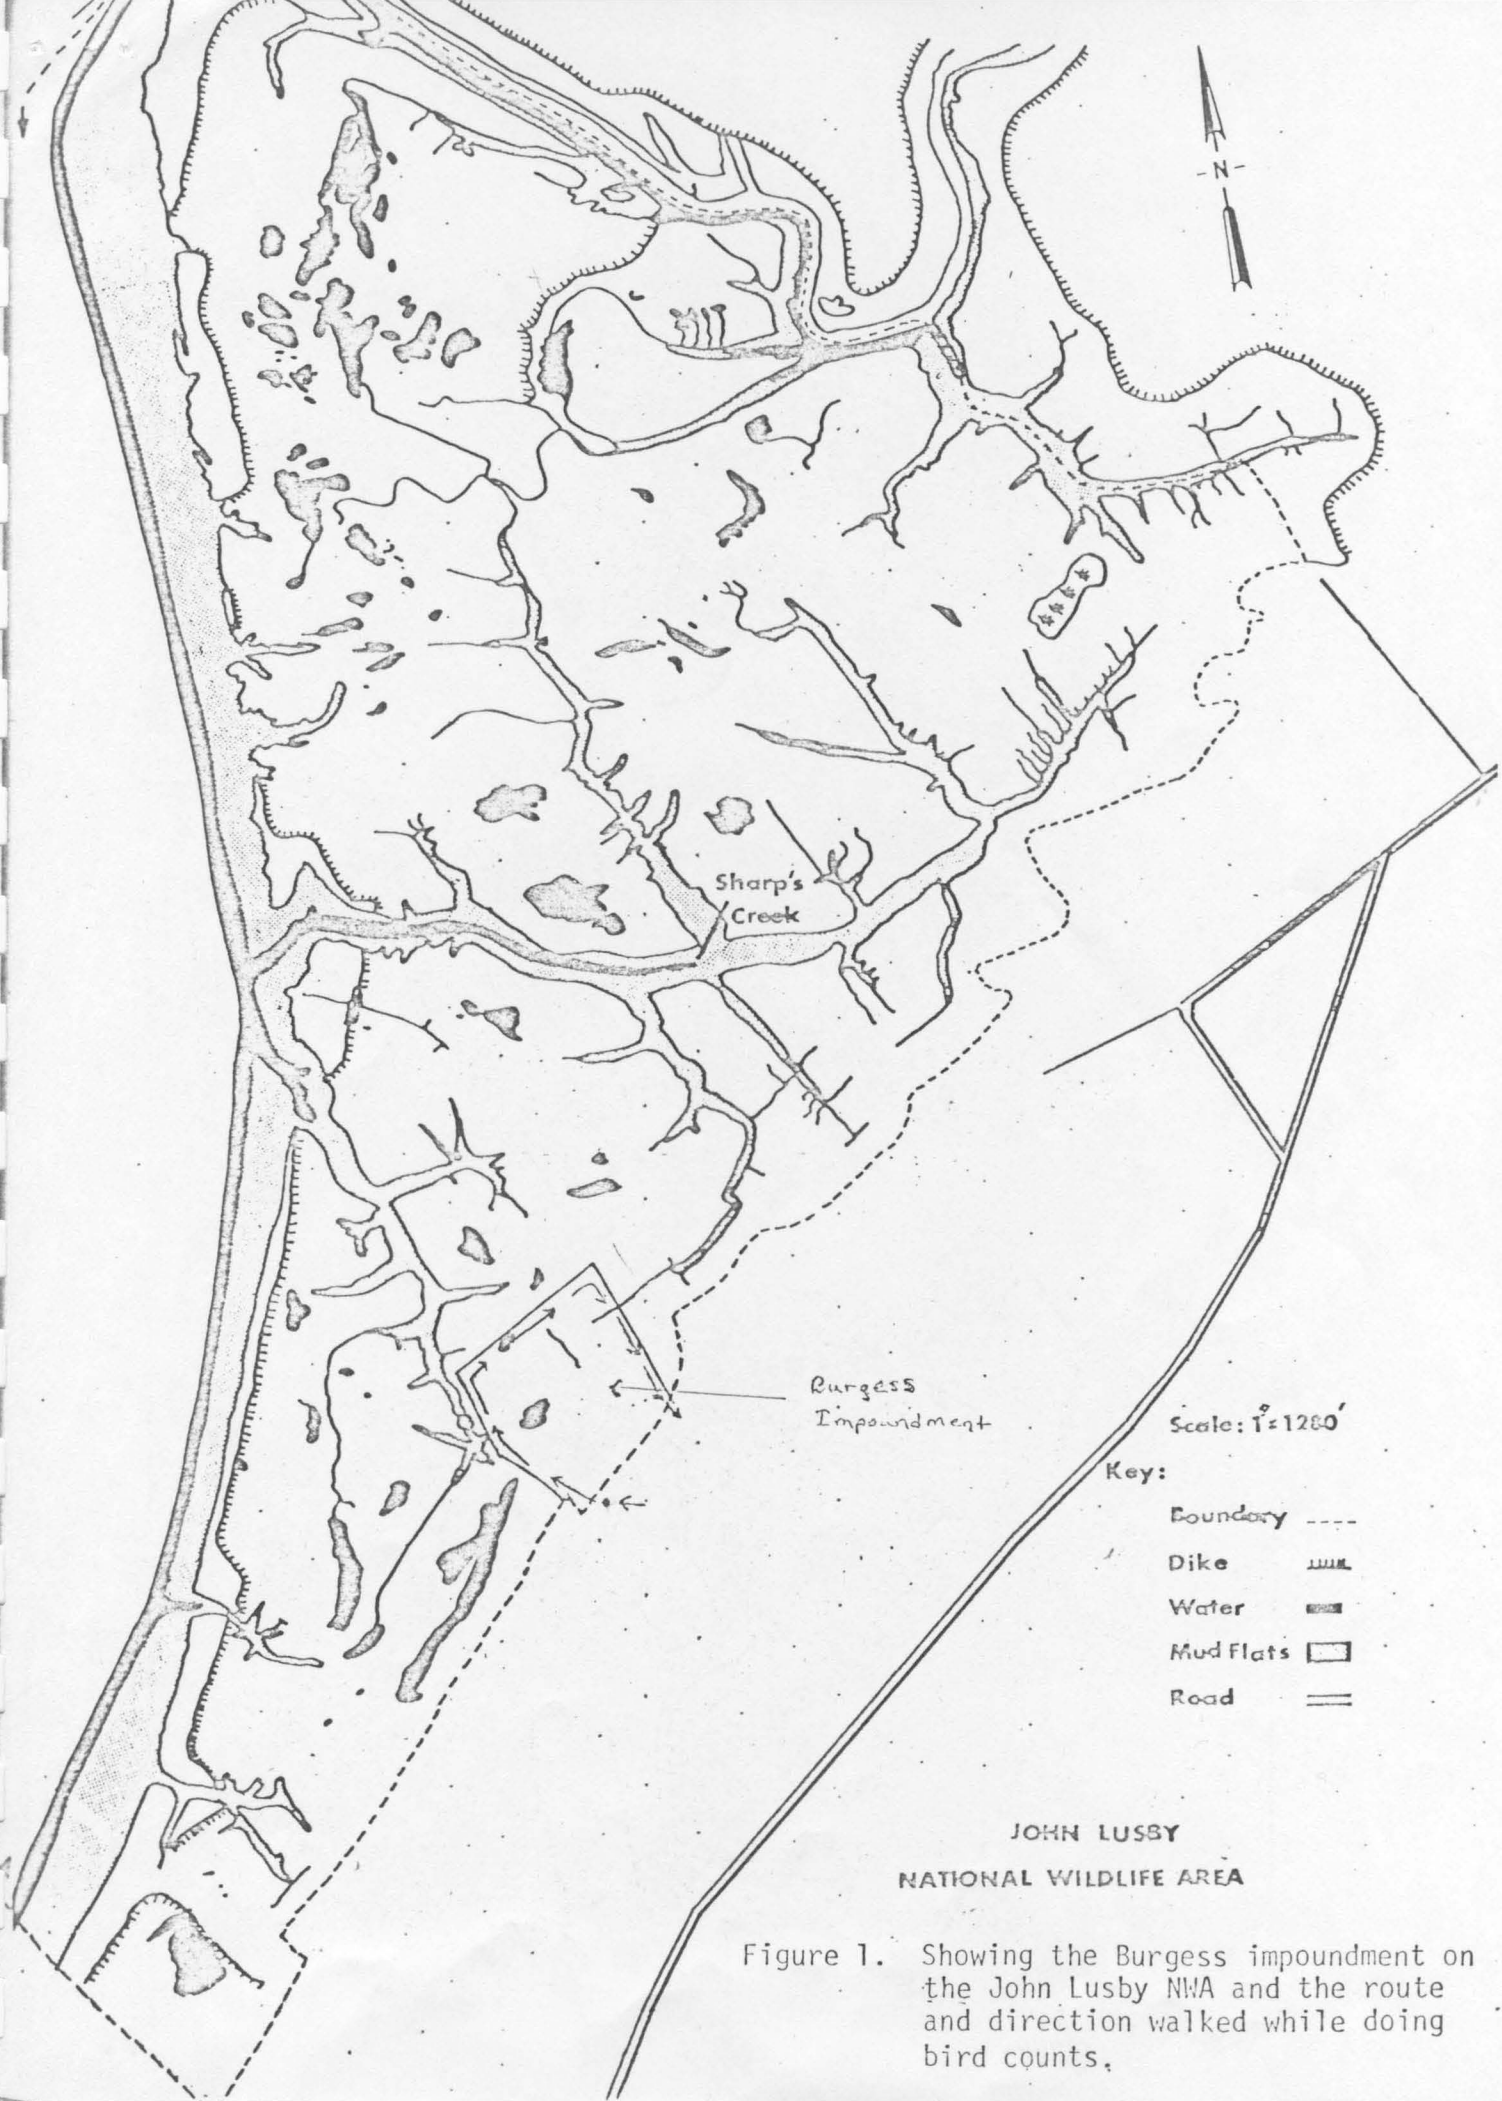 -N-
Sharp's
Creek
Burgess
Impoundment
Scale: 1"=1280'
Key:
Boundary
Dike
Water
Mud Flats
Road
JOHN LUSBY
NATIONAL WILDLIFE AREA
Figure 1. Showing the Burgess impoundment on
the John Lusby NWA and the route
and direction walked while doing
bird counts.